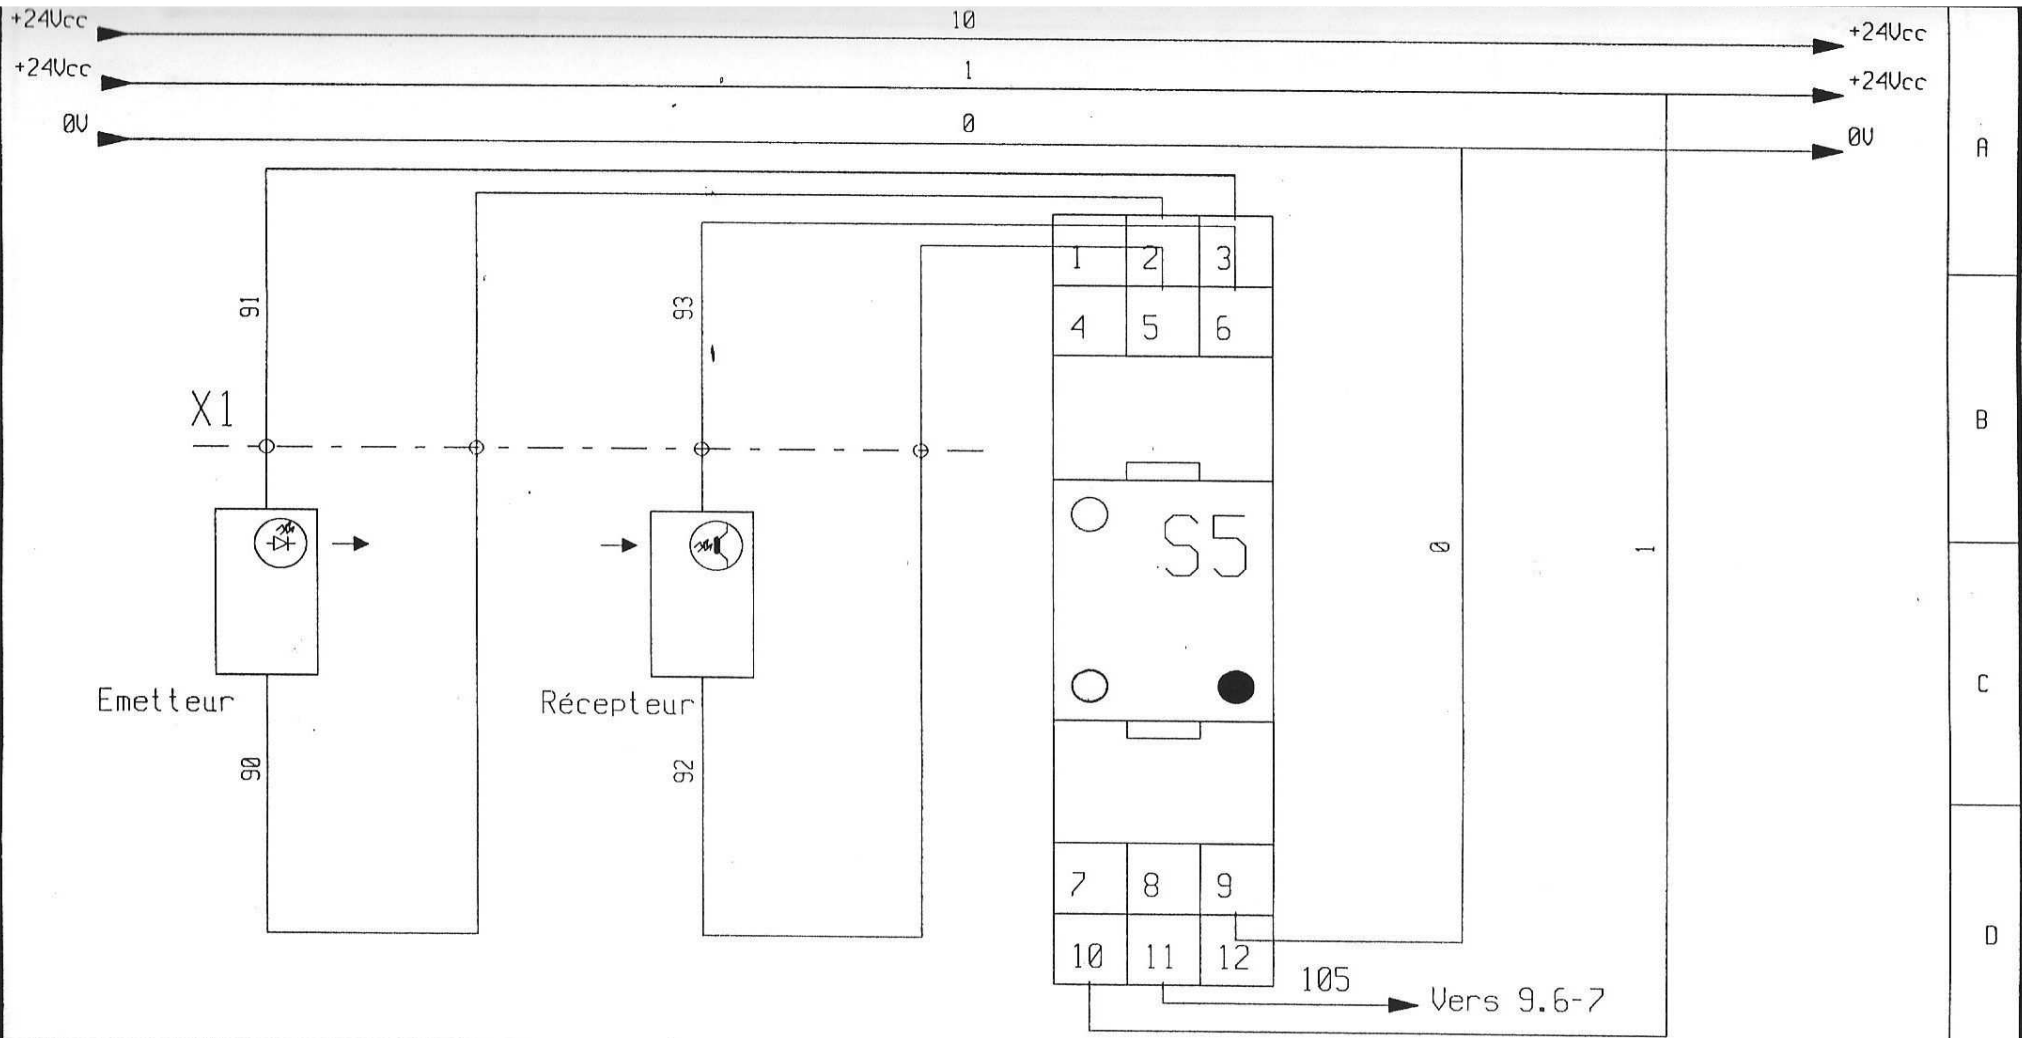 +24Vcc 10 +24Vcc
+24Vcc 1 +24Vcc
0V 0 0V
A
1 2 3
91 93
4 5 6
X1
B
S5
0 1
Emetteur Récepteur
C
90 92
7 8 9
10 11 12
D
105
Vers 9.6-7